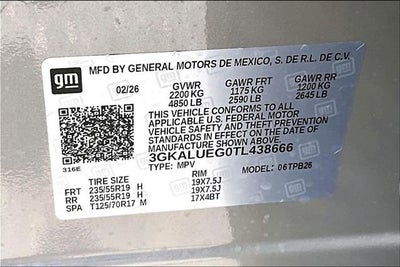 gm MFD BY GENERAL MOTORS DE MEXICO, S. DE R.L. DE C.V.
02/26 GVWR GAWR FRT GAWR RR
2200 KG 1175 KG 1200 KG
4850 LB 2590 LB 2645 LB
THIS VEHICLE CONFORMS TO ALL
APPLICABLE U.S. FEDERAL MOTOR
VEHICLE SAFETY AND THEFT
PREVENTION STANDARDS IN EFFECT
ON THE DATE OF MANUFACTURE
SHOWN ABOVE.
3GKALUEG0TL438666
316E TYPE: MPV MODEL: 06TPB26
TIRE SIZE RIM
FRT 235/55R19 H 19X7.5J
RR 235/55R19 H 19X7.5J
SPA T125/70R17 M 17X4BT